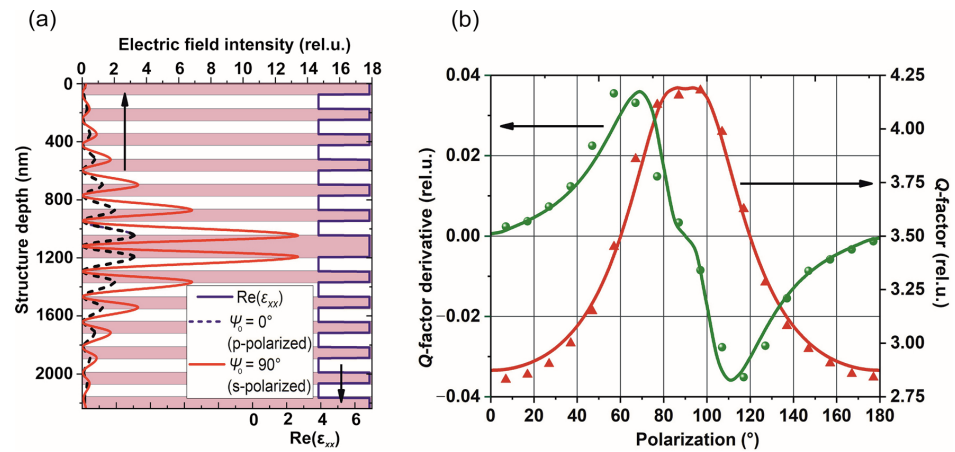 (a)
Electric field intensity (rel.u.)
0 2 4 6 8 10 12 14 16 18
Structure depth (nm)
0
400
800
1200
1600
2000
Re(εxx)
Ψ0 = 0°
(p-polarized)
Ψ0 = 90°
(s-polarized)
0 2 4 6
Re(εxx)
(b)
Q-factor derivative (rel.u.)
0.04
0.02
0.00
−0.02
−0.04
4.25
4.00
3.75
3.50
3.25
3.00
2.75
Q-factor (rel.u.)
0 20 40 60 80 100 120 140 160 180
Polarization (°)